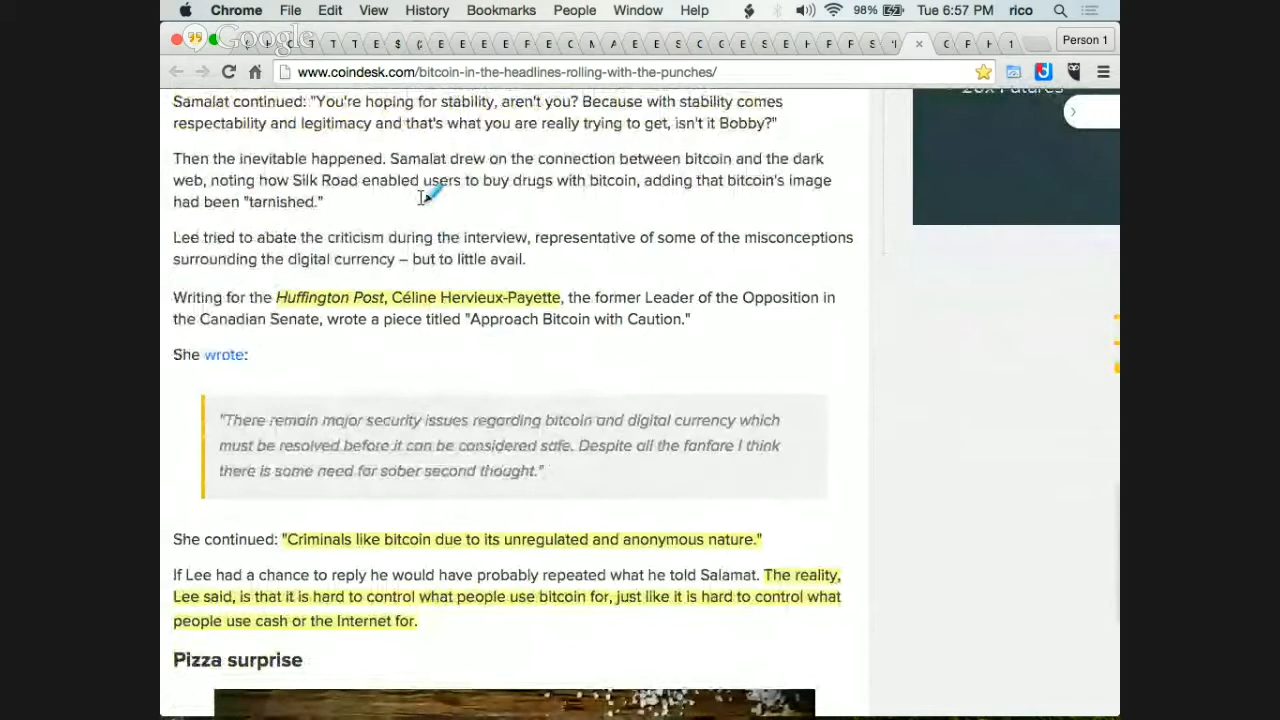 Chrome File Edit View History Bookmarks People Window Help 98% Tue 6:57 PM rico
Google
Person 1
www.coindesk.com/bitcoin-in-the-headlines-rolling-with-the-punches/
Samalat continued: "You're hoping for stability, aren't you? Because with stability comes
respectability and legitimacy and that's what you are really trying to get, isn't it Bobby?"
Then the inevitable happened. Samalat drew on the connection between bitcoin and the dark
web, noting how Silk Road enabled users to buy drugs with bitcoin, adding that bitcoin's image
had been "tarnished."
Lee tried to abate the criticism during the interview, representative of some of the misconceptions
surrounding the digital currency – but to little avail.
Writing for the Huffington Post, Céline Hervieux-Payette, the former Leader of the Opposition in
the Canadian Senate, wrote a piece titled "Approach Bitcoin with Caution."
She wrote:
"There remain major security issues regarding bitcoin and digital currency which
must be resolved before it can be considered safe. Despite all the fanfare I think
there is some need for sober second thought."
She continued: "Criminals like bitcoin due to its unregulated and anonymous nature."
If Lee had a chance to reply he would have probably repeated what he told Salamat. The reality,
Lee said, is that it is hard to control what people use bitcoin for, just like it is hard to control what
people use cash or the Internet for.
Pizza surprise